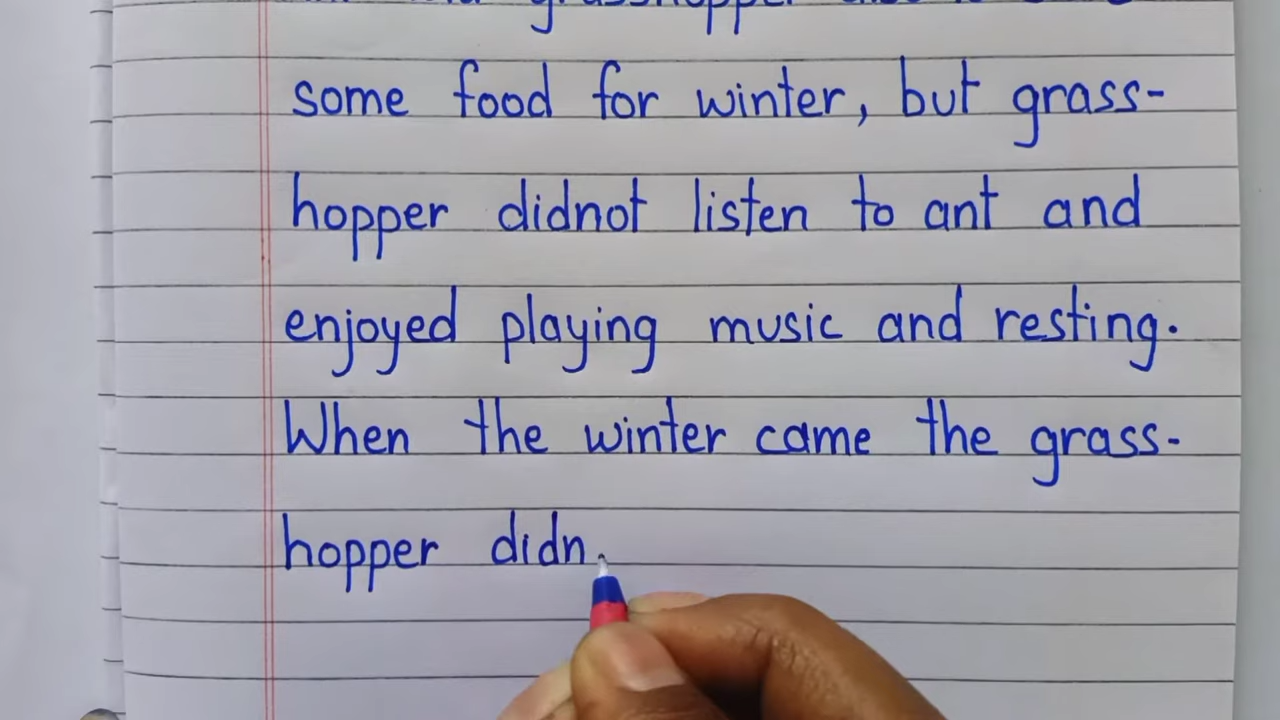 grasshopper
some food for winter, but grass-
hopper didnot listen to ant and
enjoyed playing music and resting.
When the winter came the grass-
hopper didn